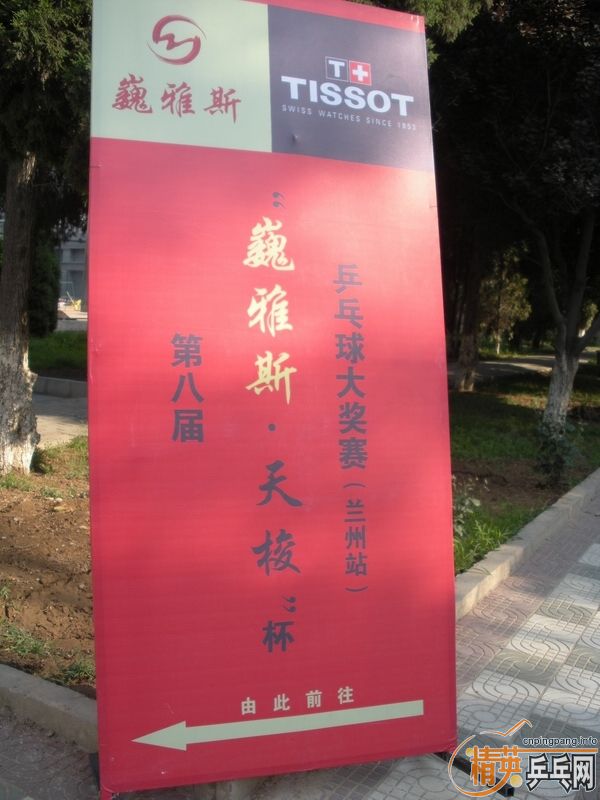 巍雅斯
T+
TISSOT
SWISS WATCHES SINCE 1853
第八届
“巍雅斯·天梭”杯
乒乓球大奖赛(兰州站)
由此前往
cnpingpang.info
精英乒乓网